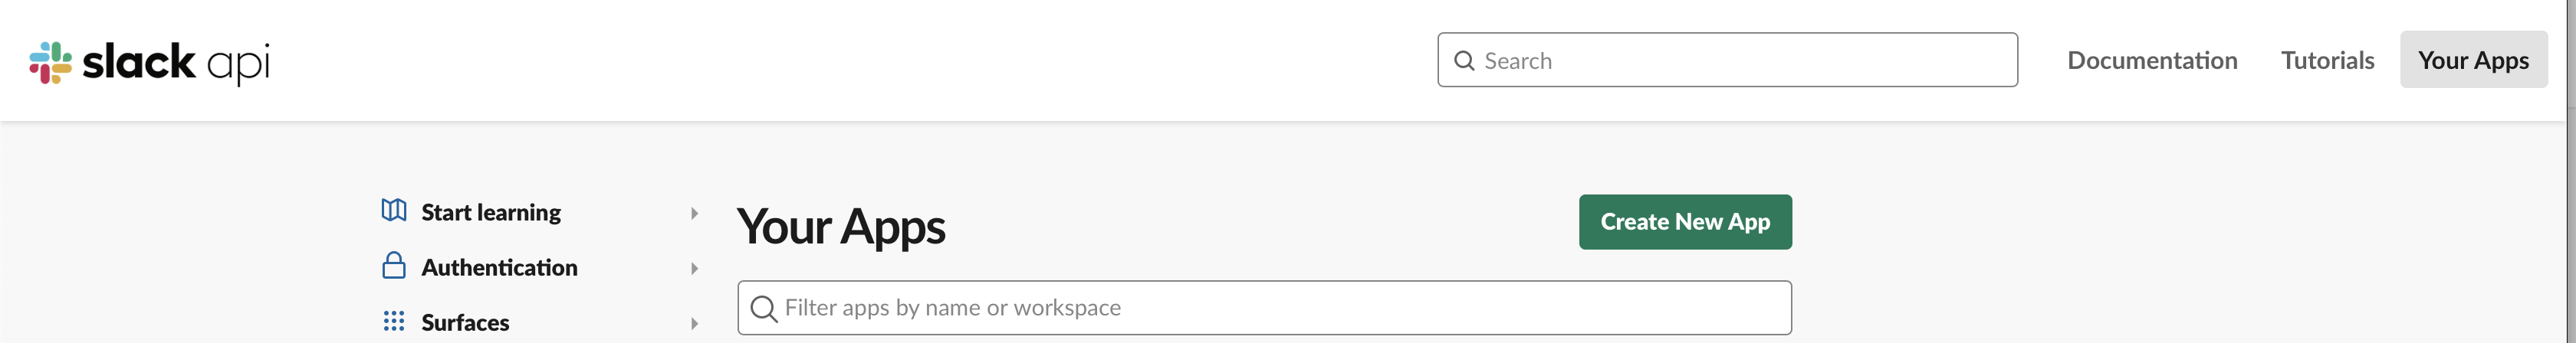 slack api
Search
Documentation
Tutorials
Your Apps
Start learning
Authentication
Surfaces
Your Apps
Create New App
Filter apps by name or workspace